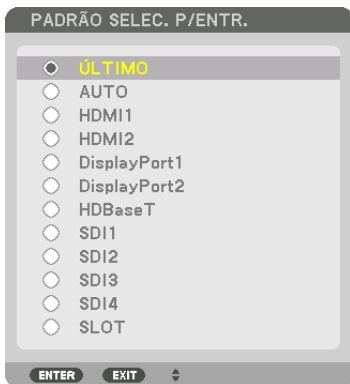 PADRÃO SELEC. P/ENTR.
ÚLTIMO
AUTO
HDMI1
HDMI2
DisplayPort1
DisplayPort2
HDBaseT
SDI1
SDI2
SDI3
SDI4
SLOT
ENTER EXIT